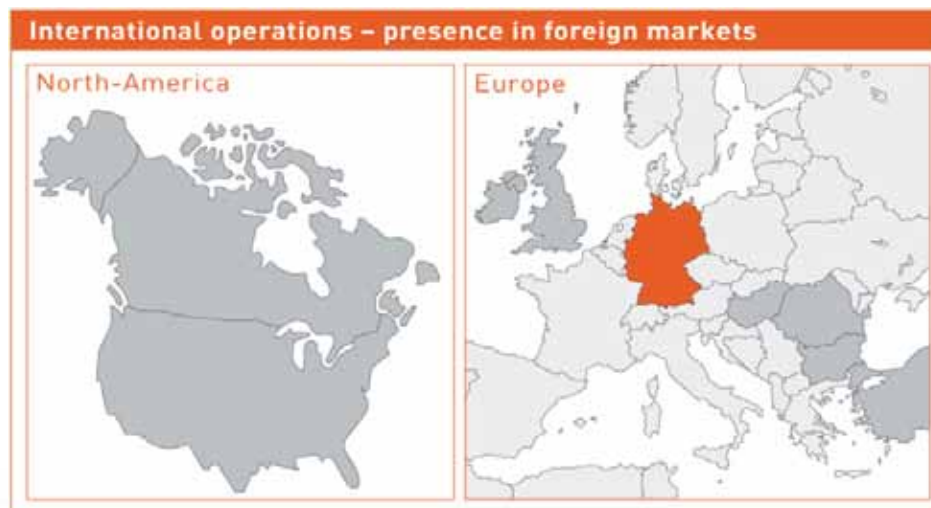 International operations – presence in foreign markets
North-America
Europe